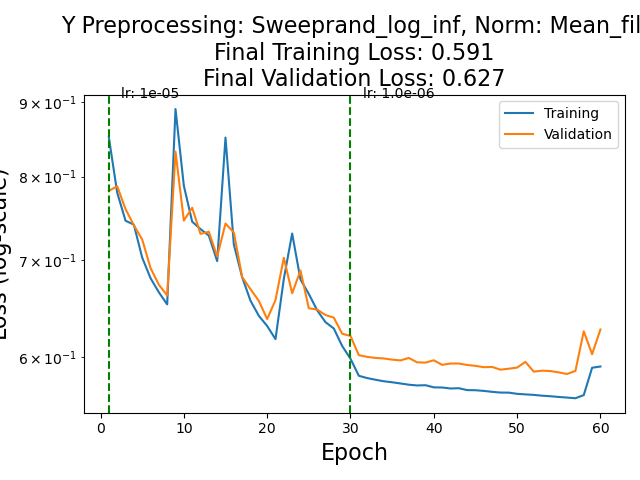 Y Preprocessing: Sweeprand_log_inf, Norm: Mean_fil
Final Training Loss: 0.591
Final Validation Loss: 0.627
lr: 1e-05
lr: 1.0e-06
Training
Validation
9 × 10⁻¹
8 × 10⁻¹
7 × 10⁻¹
6 × 10⁻¹
Loss (log-scale)
0 10 20 30 40 50 60
Epoch